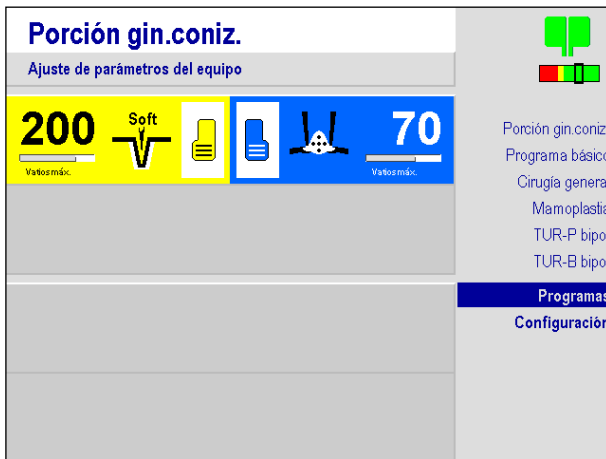 Porción gin.coniz.
Ajuste de parámetros del equipo
200 Soft 70
Vatios máx. Vatios máx.
Porción gin.coniz
Programa básico
Cirugía genera
Mamoplastia
TUR-P bipo
TUR-B bipo
Programas
Configuración